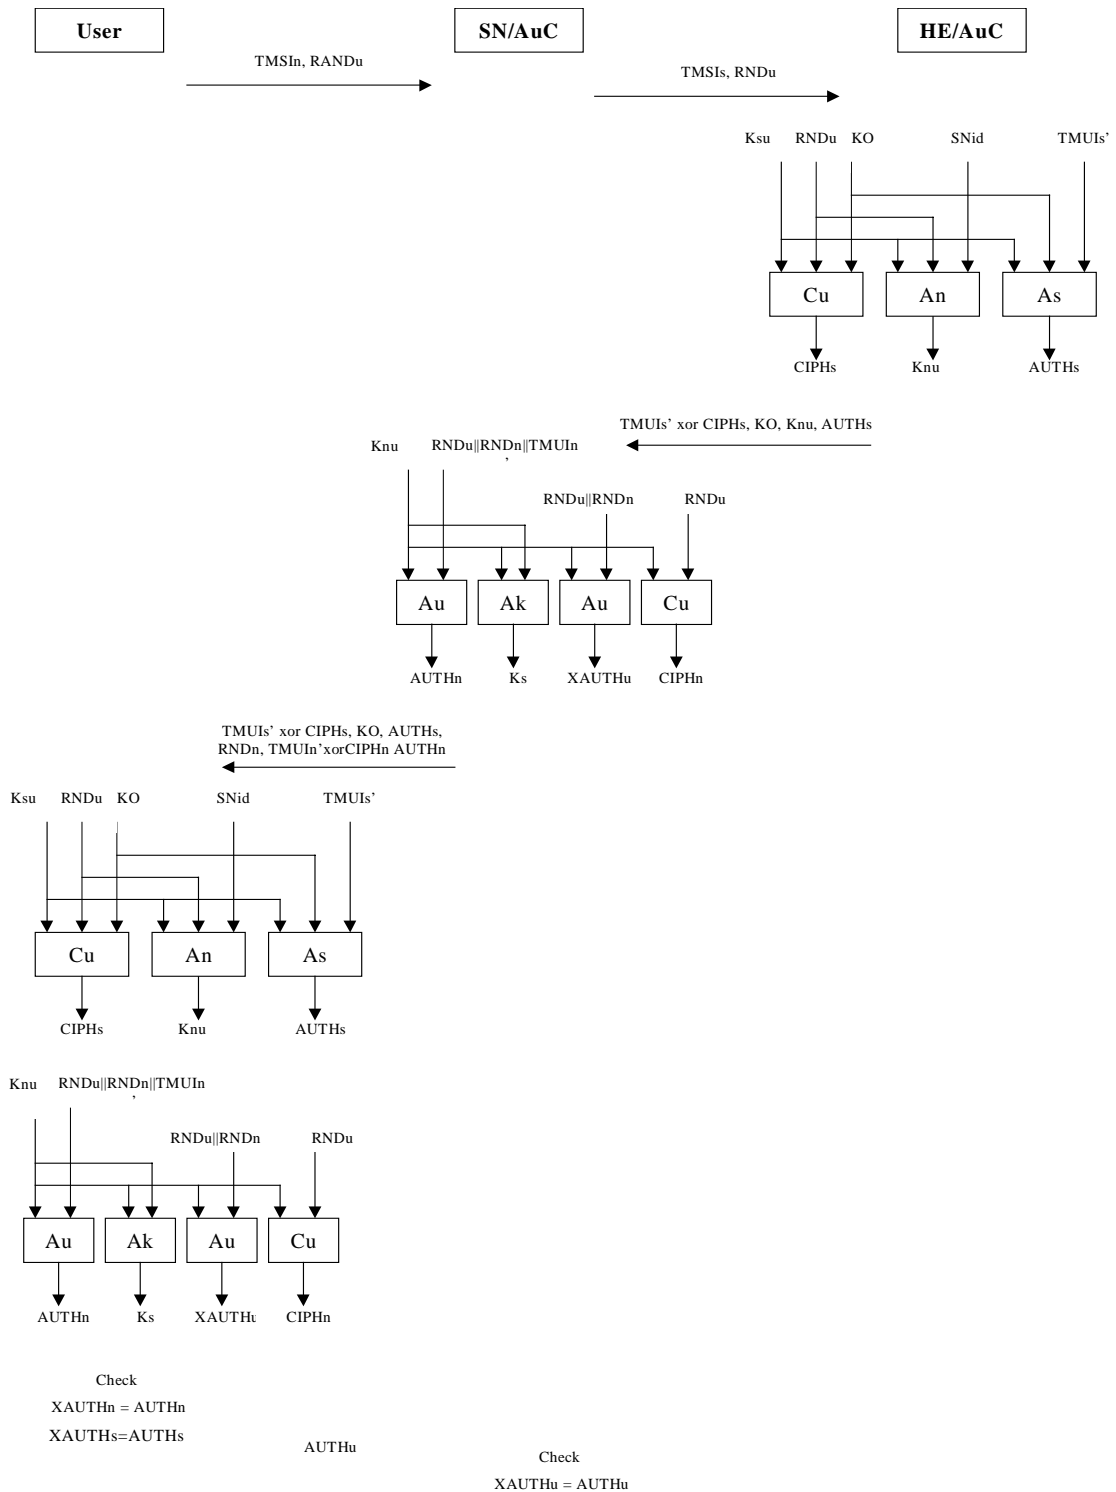 User
SN/AuC
HE/AuC
TMSIn, RANDu
TMSIs, RNDu
Ksu
RNDu
KO
SNid
TMUIs’
Cu
An
As
CIPHs
Knu
AUTHs
TMUIs’ xor CIPHs, KO, Knu, AUTHs
Knu
RNDu||RNDn||TMUIn
’
RNDu||RNDn
RNDu
Au
Ak
Au
Cu
AUTHn
Ks
XAUTHu
CIPHn
TMUIs’ xor CIPHs, KO, AUTHs,
RNDn, TMUIn’xorCIPHn AUTHn
Ksu
RNDu
KO
SNid
TMUIs’
Cu
An
As
CIPHs
Knu
AUTHs
Knu
RNDu||RNDn||TMUIn
’
RNDu||RNDn
RNDu
Au
Ak
Au
Cu
AUTHn
Ks
XAUTHu
CIPHn
Check
XAUTHn = AUTHn
XAUTHs=AUTHs
AUTHu
Check
XAUTHu = AUTHu